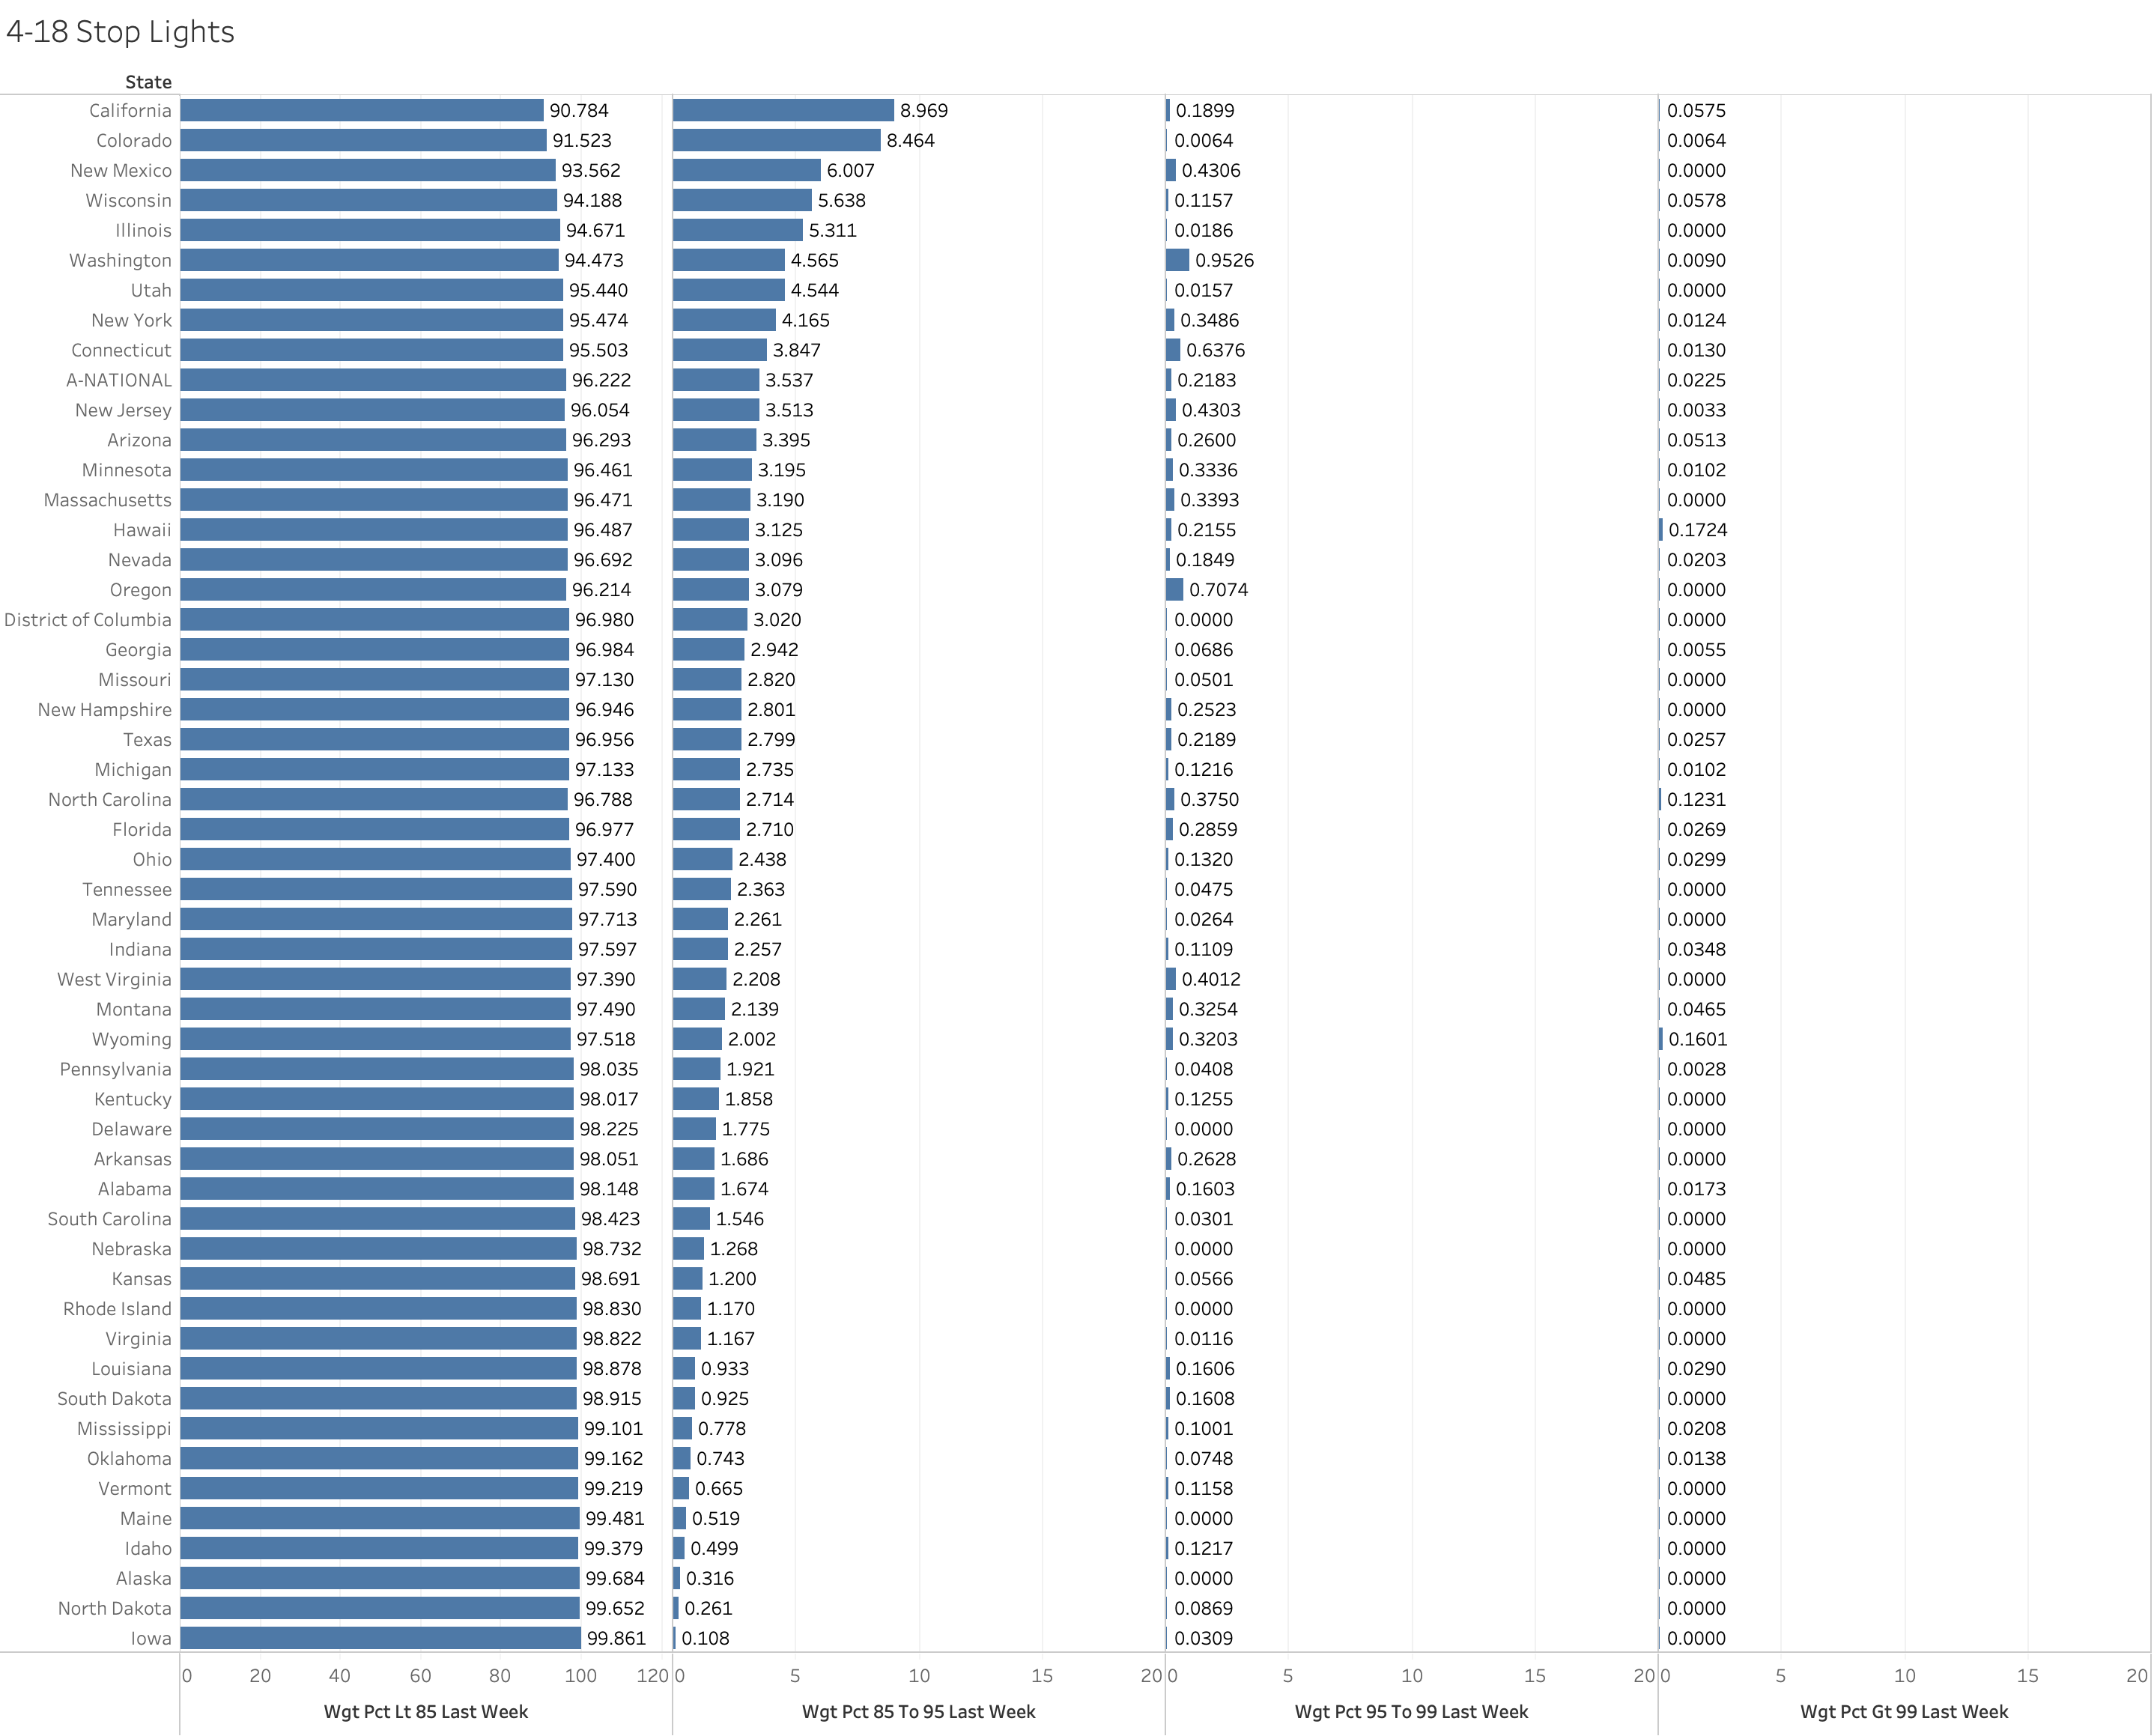 4-18 Stop Lights
State
California 90.784 8.969 0.1899 0.0575
Colorado 91.523 8.464 0.0064 0.0064
New Mexico 93.562 6.007 0.4306 0.0000
Wisconsin 94.188 5.638 0.1157 0.0578
Illinois 94.671 5.311 0.0186 0.0000
Washington 94.473 4.565 0.9526 0.0090
Utah 95.440 4.544 0.0157 0.0000
New York 95.474 4.165 0.3486 0.0124
Connecticut 95.503 3.847 0.6376 0.0130
A-NATIONAL 96.222 3.537 0.2183 0.0225
New Jersey 96.054 3.513 0.4303 0.0033
Arizona 96.293 3.395 0.2600 0.0513
Minnesota 96.461 3.195 0.3336 0.0102
Massachusetts 96.471 3.190 0.3393 0.0000
Hawaii 96.487 3.125 0.2155 0.1724
Nevada 96.692 3.096 0.1849 0.0203
Oregon 96.214 3.079 0.7074 0.0000
District of Columbia 96.980 3.020 0.0000 0.0000
Georgia 96.984 2.942 0.0686 0.0055
Missouri 97.130 2.820 0.0501 0.0000
New Hampshire 96.946 2.801 0.2523 0.0000
Texas 96.956 2.799 0.2189 0.0257
Michigan 97.133 2.735 0.1216 0.0102
North Carolina 96.788 2.714 0.3750 0.1231
Florida 96.977 2.710 0.2859 0.0269
Ohio 97.400 2.438 0.1320 0.0299
Tennessee 97.590 2.363 0.0475 0.0000
Maryland 97.713 2.261 0.0264 0.0000
Indiana 97.597 2.257 0.1109 0.0348
West Virginia 97.390 2.208 0.4012 0.0000
Montana 97.490 2.139 0.3254 0.0465
Wyoming 97.518 2.002 0.3203 0.1601
Pennsylvania 98.035 1.921 0.0408 0.0028
Kentucky 98.017 1.858 0.1255 0.0000
Delaware 98.225 1.775 0.0000 0.0000
Arkansas 98.051 1.686 0.2628 0.0000
Alabama 98.148 1.674 0.1603 0.0173
South Carolina 98.423 1.546 0.0301 0.0000
Nebraska 98.732 1.268 0.0000 0.0000
Kansas 98.691 1.200 0.0566 0.0485
Rhode Island 98.830 1.170 0.0000 0.0000
Virginia 98.822 1.167 0.0116 0.0000
Louisiana 98.878 0.933 0.1606 0.0290
South Dakota 98.915 0.925 0.1608 0.0000
Mississippi 99.101 0.778 0.1001 0.0208
Oklahoma 99.162 0.743 0.0748 0.0138
Vermont 99.219 0.665 0.1158 0.0000
Maine 99.481 0.519 0.0000 0.0000
Idaho 99.379 0.499 0.1217 0.0000
Alaska 99.684 0.316 0.0000 0.0000
North Dakota 99.652 0.261 0.0869 0.0000
Iowa 99.861 0.108 0.0309 0.0000
0 20 40 60 80 100 120 0 5 10 15 20 0 5 10 15 20 0 5 10 15 20
Wgt Pct Lt 85 Last Week Wgt Pct 85 To 95 Last Week Wgt Pct 95 To 99 Last Week Wgt Pct Gt 99 Last Week